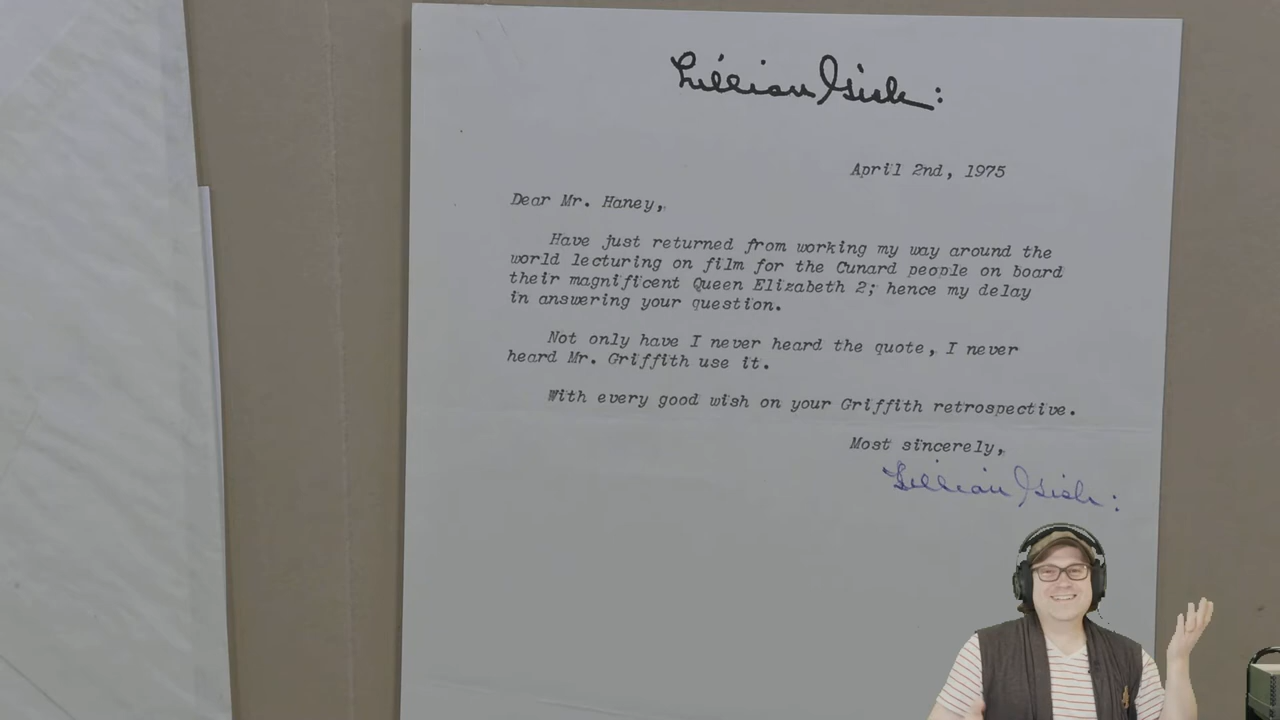 Lillian Gish:
April 2nd, 1975
Dear Mr. Haney,
Have just returned from working my way around the
world lecturing on film for the Cunard people on board
their magnificent Queen Elizabeth 2; hence my delay
in answering your question.
Not only have I never heard the quote, I never
heard Mr. Griffith use it.
With every good wish on your Griffith retrospective.
Most sincerely,
Lillian Gish: